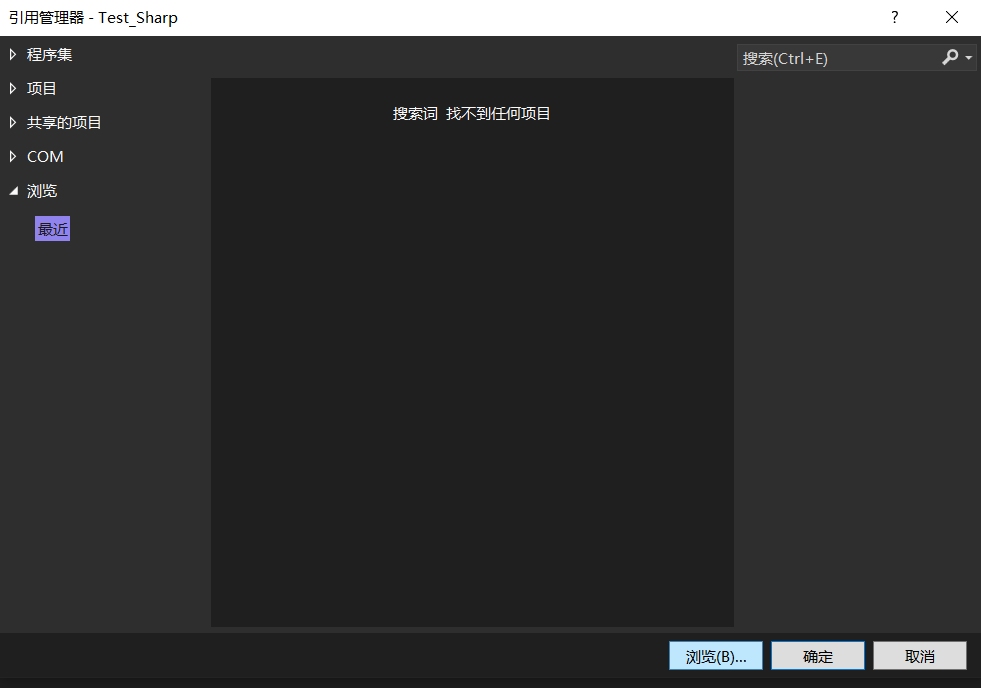 引用管理器 - Test_Sharp
?
程序集
搜索(Ctrl+E)
项目
搜索词 找不到任何项目
共享的项目
COM
浏览
最近
浏览(B)...
确定
取消